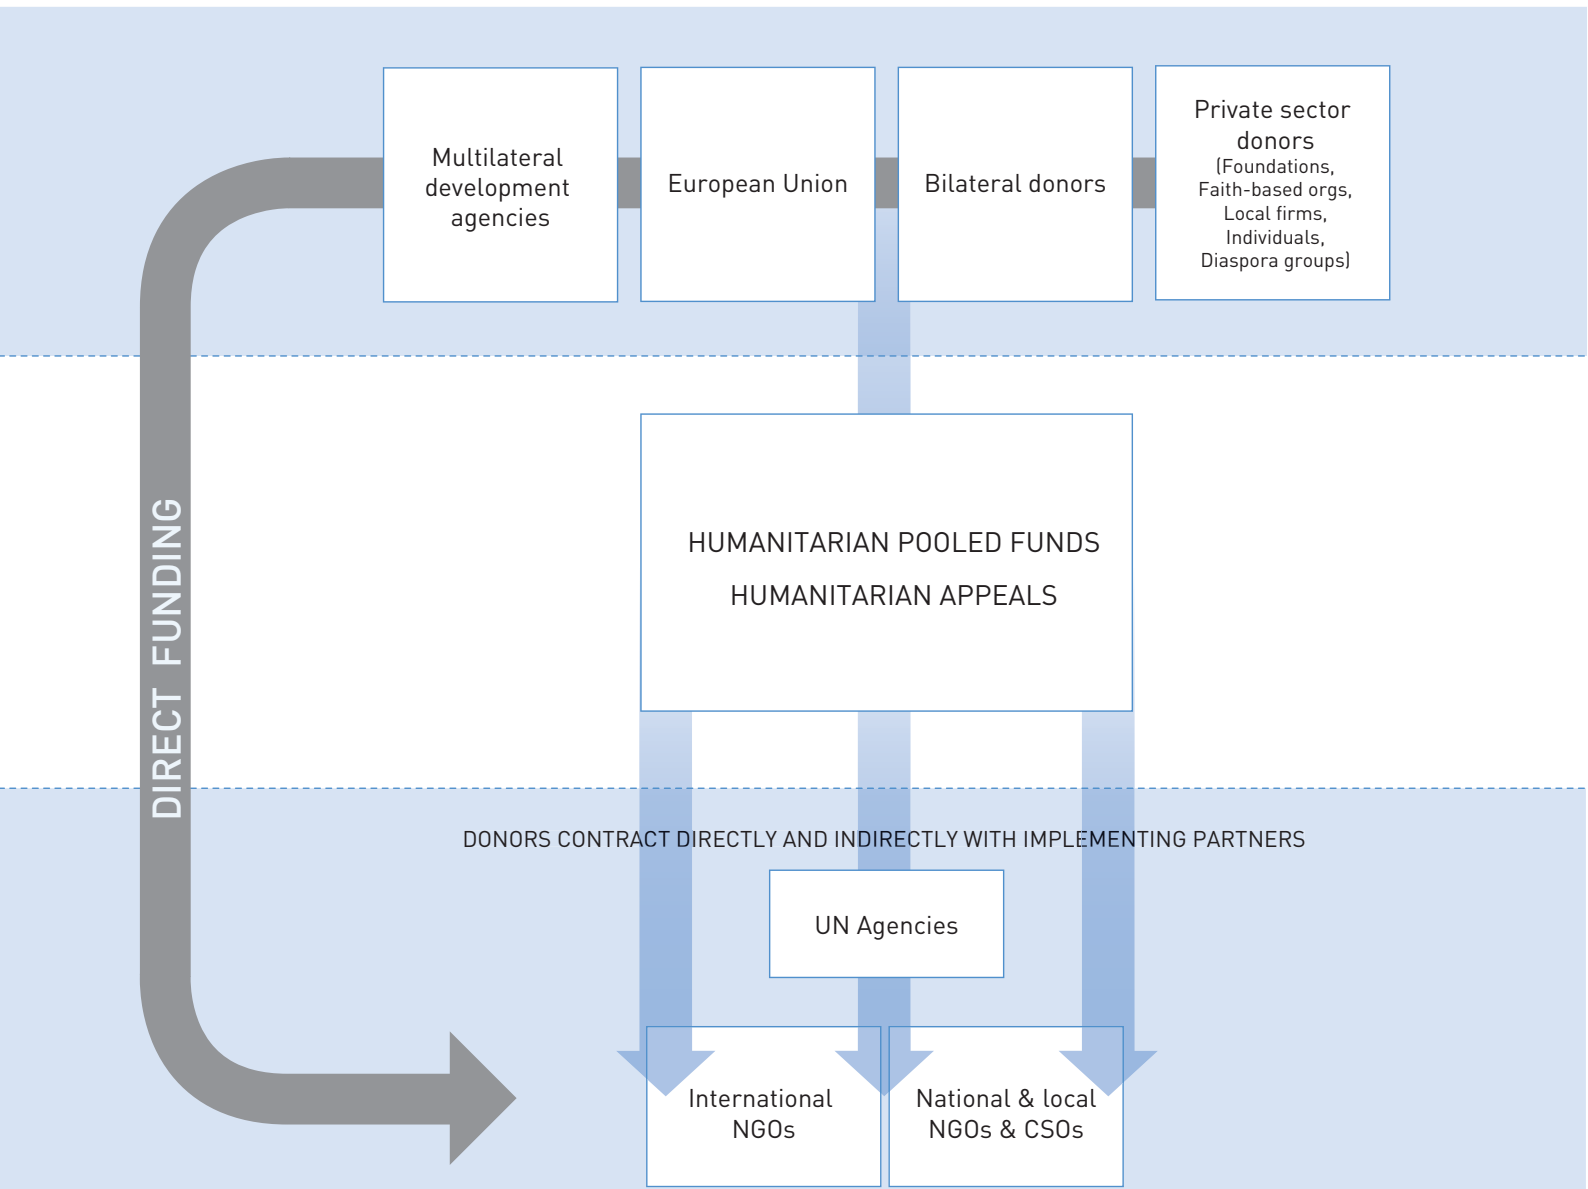 Multilateral
development
agencies
European Union
Bilateral donors
Private sector
donors
(Foundations,
Faith-based orgs,
Local firms,
Individuals,
Diaspora groups)
DIRECT FUNDING
HUMANITARIAN POOLED FUNDS
HUMANITARIAN APPEALS
DONORS CONTRACT DIRECTLY AND INDIRECTLY WITH IMPLEMENTING PARTNERS
UN Agencies
International
NGOs
National & local
NGOs & CSOs